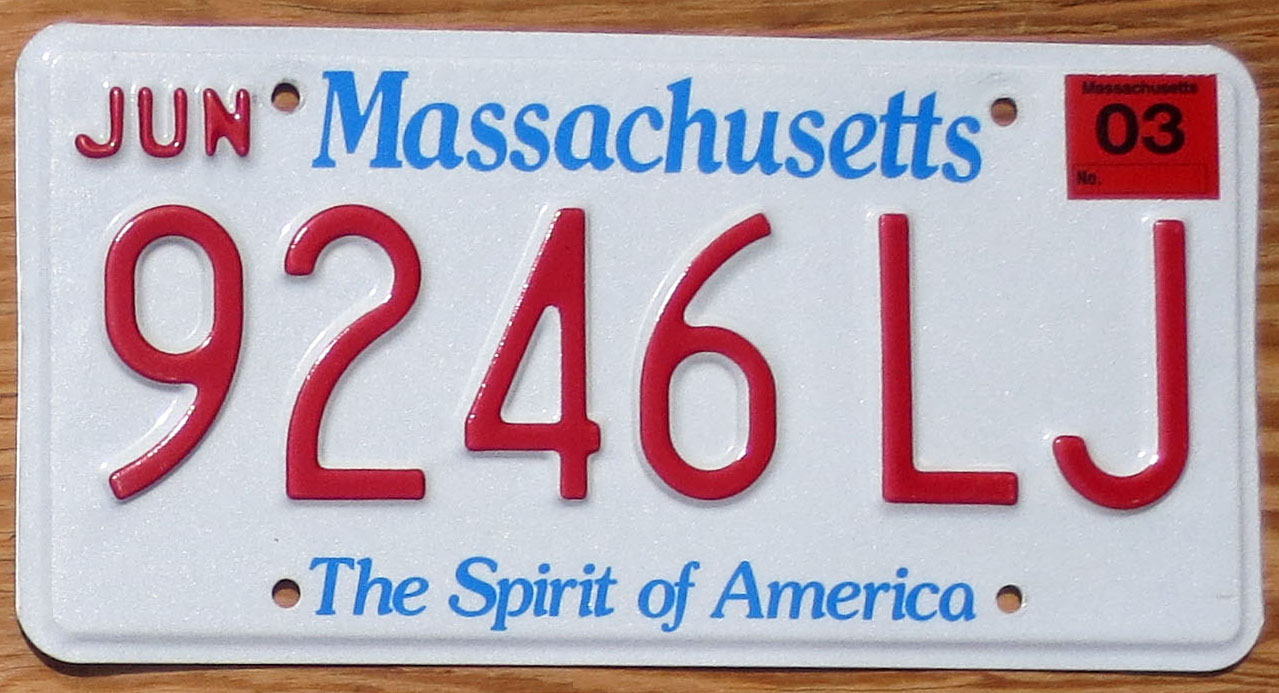 JUN Massachusetts
Massachusetts
03
No.
9246 LJ
The Spirit of America